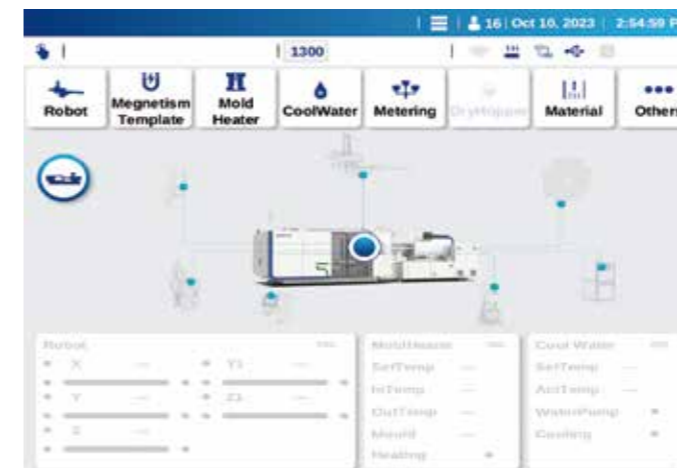 16 | Oct 10, 2023 | 2:54:59 P
1300
Robot
Megnetism Template
Mold Heater
CoolWater
Metering
DryHopper
Material
Others
Robot
X
Y1
Y
Z1
Z
MoldHeater
SetTemp
InTemp
OutTemp
Mould
Heating
Cool Water
SetTemp
ActTemp
WaterPump
Cooling